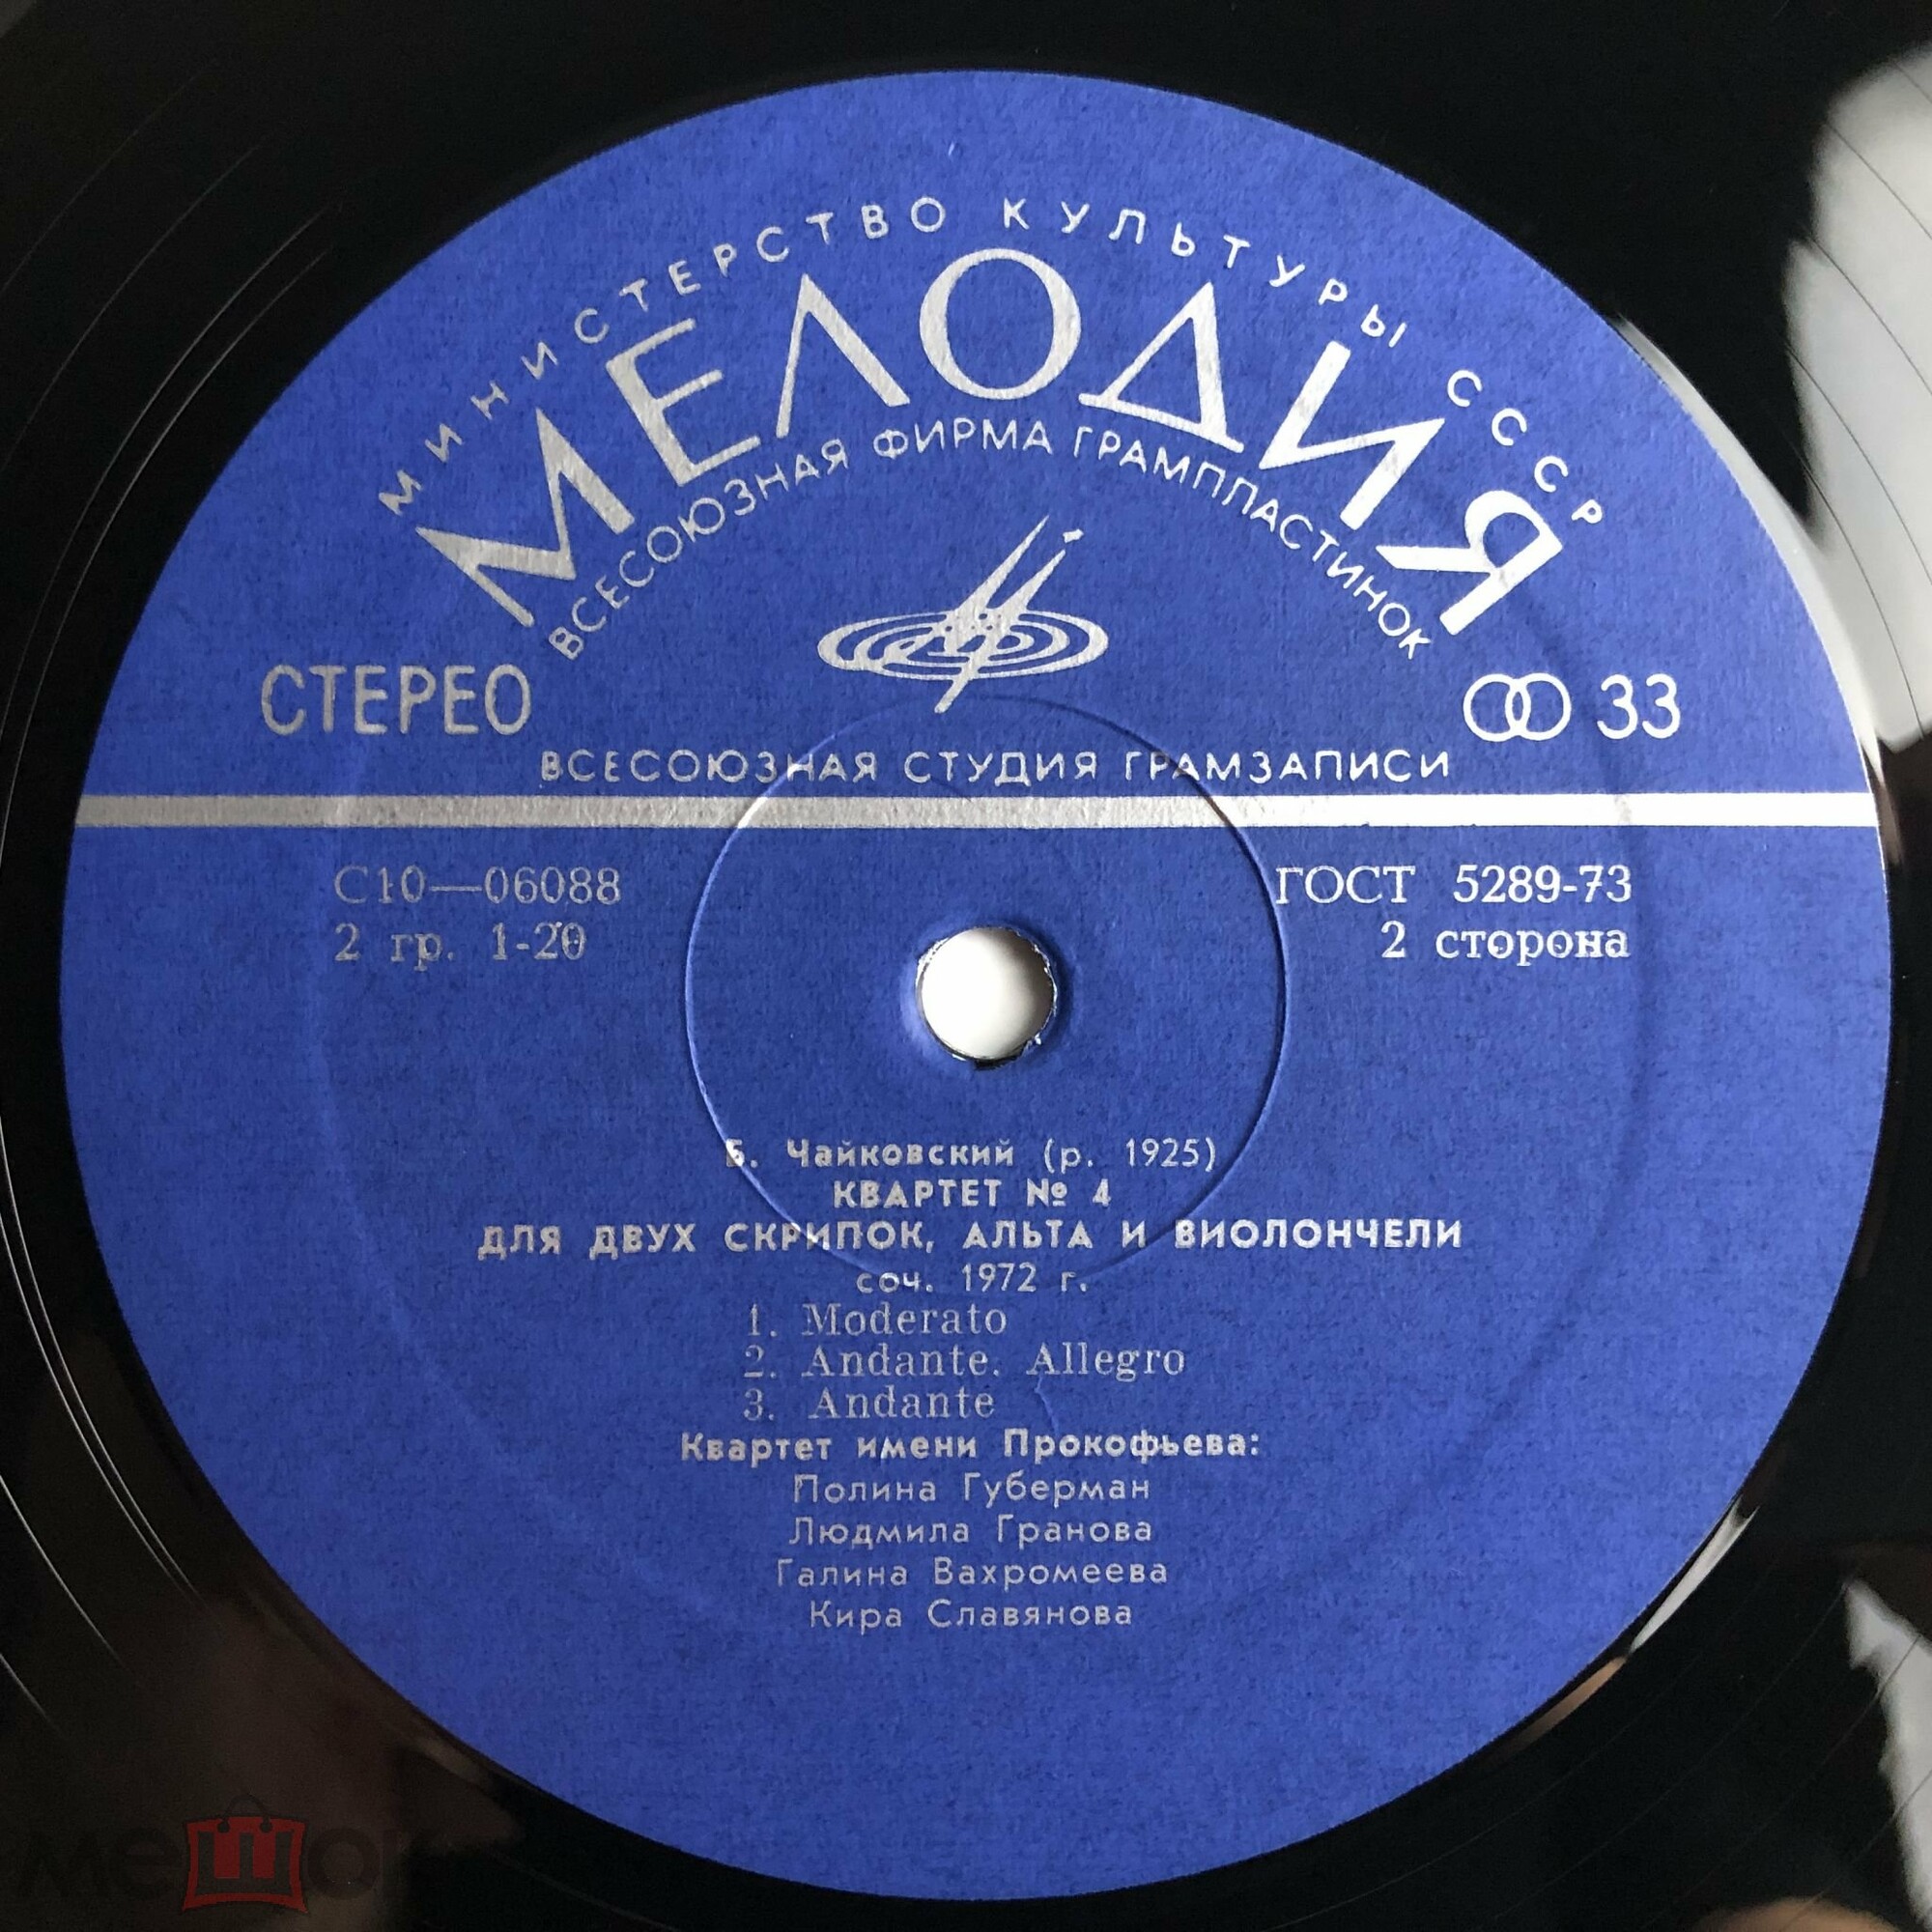 МИНИСТЕРСТВО КУЛЬТУРЫ СССР
МЕЛОДИЯ
ВСЕСОЮЗНАЯ ФИРМА ГРАМПЛАСТИНОК
СТЕРЕО
33
ВСЕСОЮЗНАЯ СТУДИЯ ГРАМЗАПИСИ
С10—06088
ГОСТ 5289-73
2 гр. 1-20
2 сторона
Б. Чайковский (р. 1925)
КВАРТЕТ № 4
ДЛЯ ДВУХ СКРИПОК, АЛЬТА И ВИОЛОНЧЕЛИ
соч. 1972 г.
1. Moderato
2. Andante. Allegro
3. Andante
Квартет имени Прокофьева:
Полина Губерман
Людмила Гранова
Галина Вахромеева
Кира Славянова
мешок